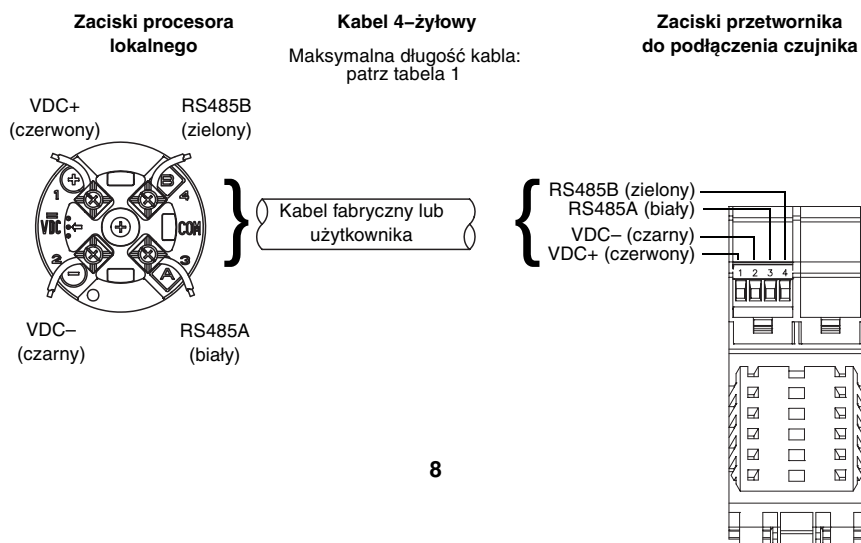 Zaciski procesora
lokalnego
Kabel 4–żyłowy
Maksymalna długość kabla:
patrz tabela 1
Zaciski przetwornika
do podłączenia czujnika
VDC+
(czerwony)
RS485B
(zielony)
1
B
4
VDC
COM
2
3
A
VDC–
(czarny)
RS485A
(biały)
Kabel fabryczny lub
użytkownika
RS485B (zielony)
RS485A (biały)
VDC– (czarny)
VDC+ (czerwony)
1 2 3 4
8